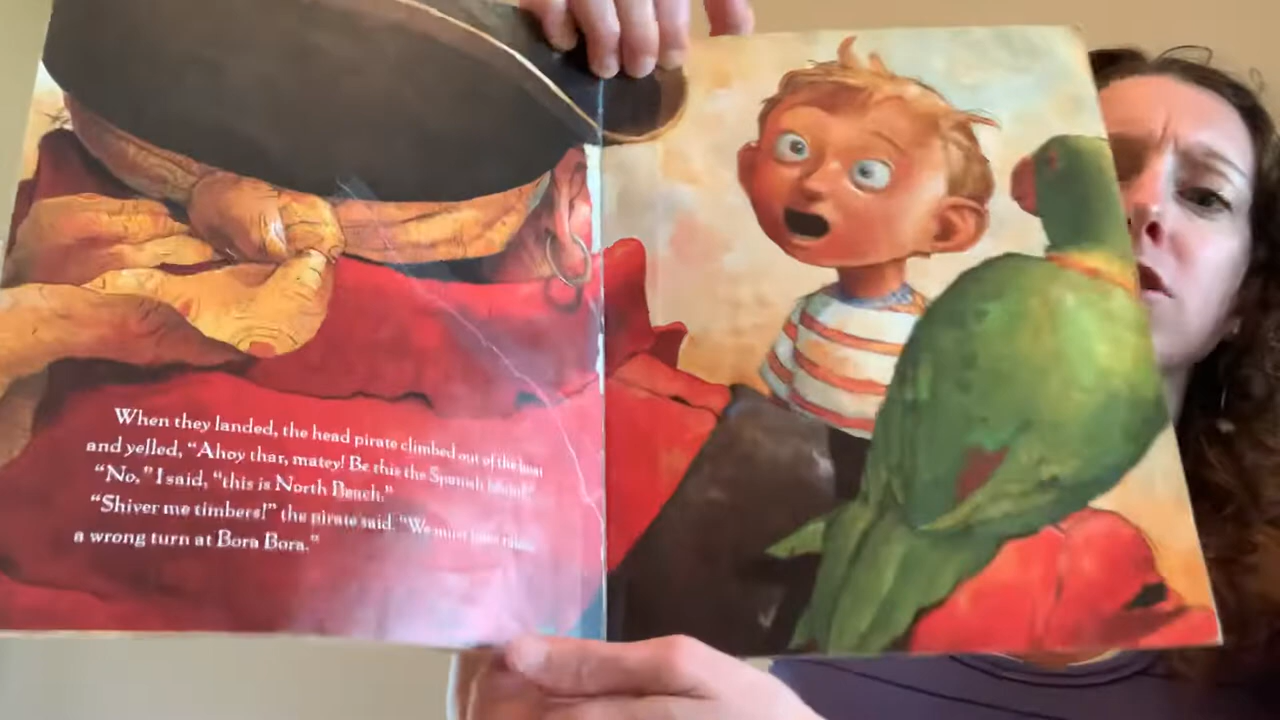 When they landed, the head pirate climbed out of the boat
and yelled, "Ahoy thar, matey! Be this the Spanish
"No," I said, "this is North Beach."
"Shiver me timbers!" the pirate said. "We must have taken
a wrong turn at Bora Bora."